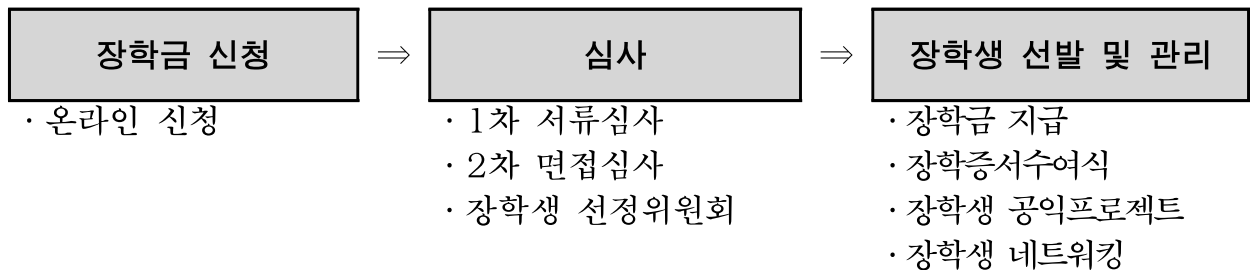 장학금 신청 ⇒ 심사 ⇒ 장학생 선발 및 관리
· 온라인 신청
· 1차 서류심사
· 2차 면접심사
· 장학생 선정위원회
· 장학금 지급
· 장학증서수여식
· 장학생 공익프로젝트
· 장학생 네트워킹